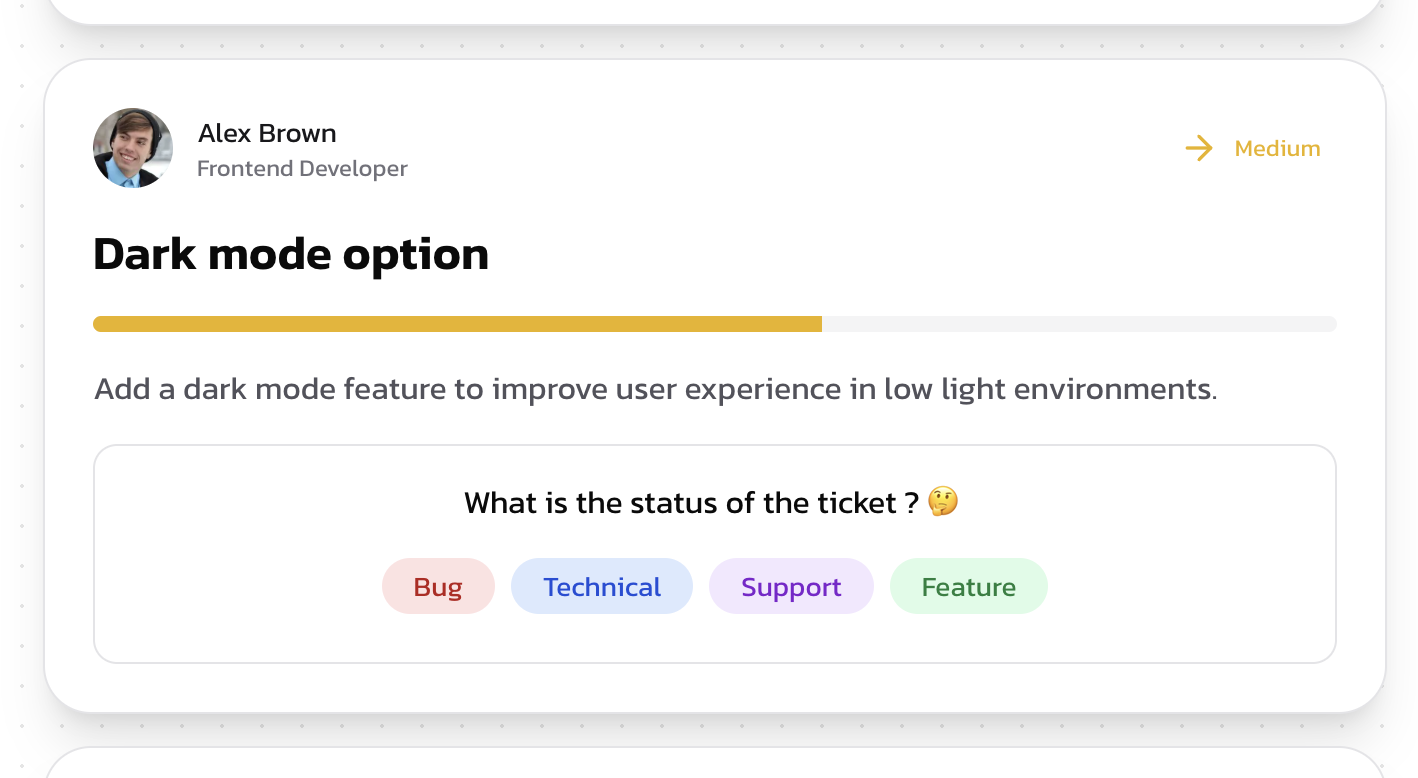 Alex Brown
Frontend Developer
Medium
Dark mode option
Add a dark mode feature to improve user experience in low light environments.
What is the status of the ticket ? 🤔
Bug
Technical
Support
Feature